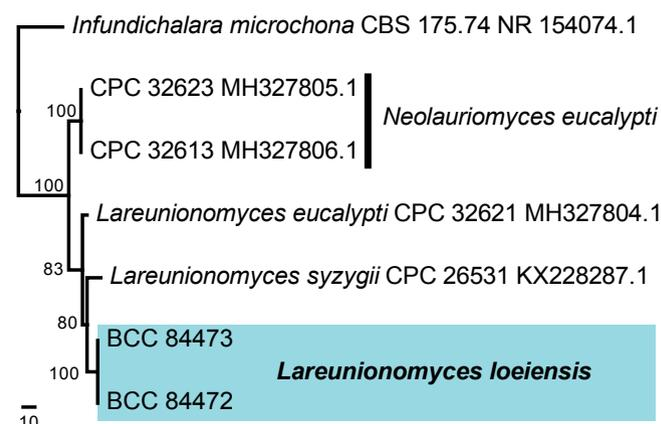 Infundichalara microchona CBS 175.74 NR 154074.1
CPC 32623 MH327805.1
100
Neolauriomyces eucalypti
CPC 32613 MH327806.1
100
Lareunionomyces eucalypti CPC 32621 MH327804.1
83
Lareunionomyces syzygii CPC 26531 KX228287.1
80
BCC 84473
Lareunionomyces loeiensis
100
BCC 84472
10